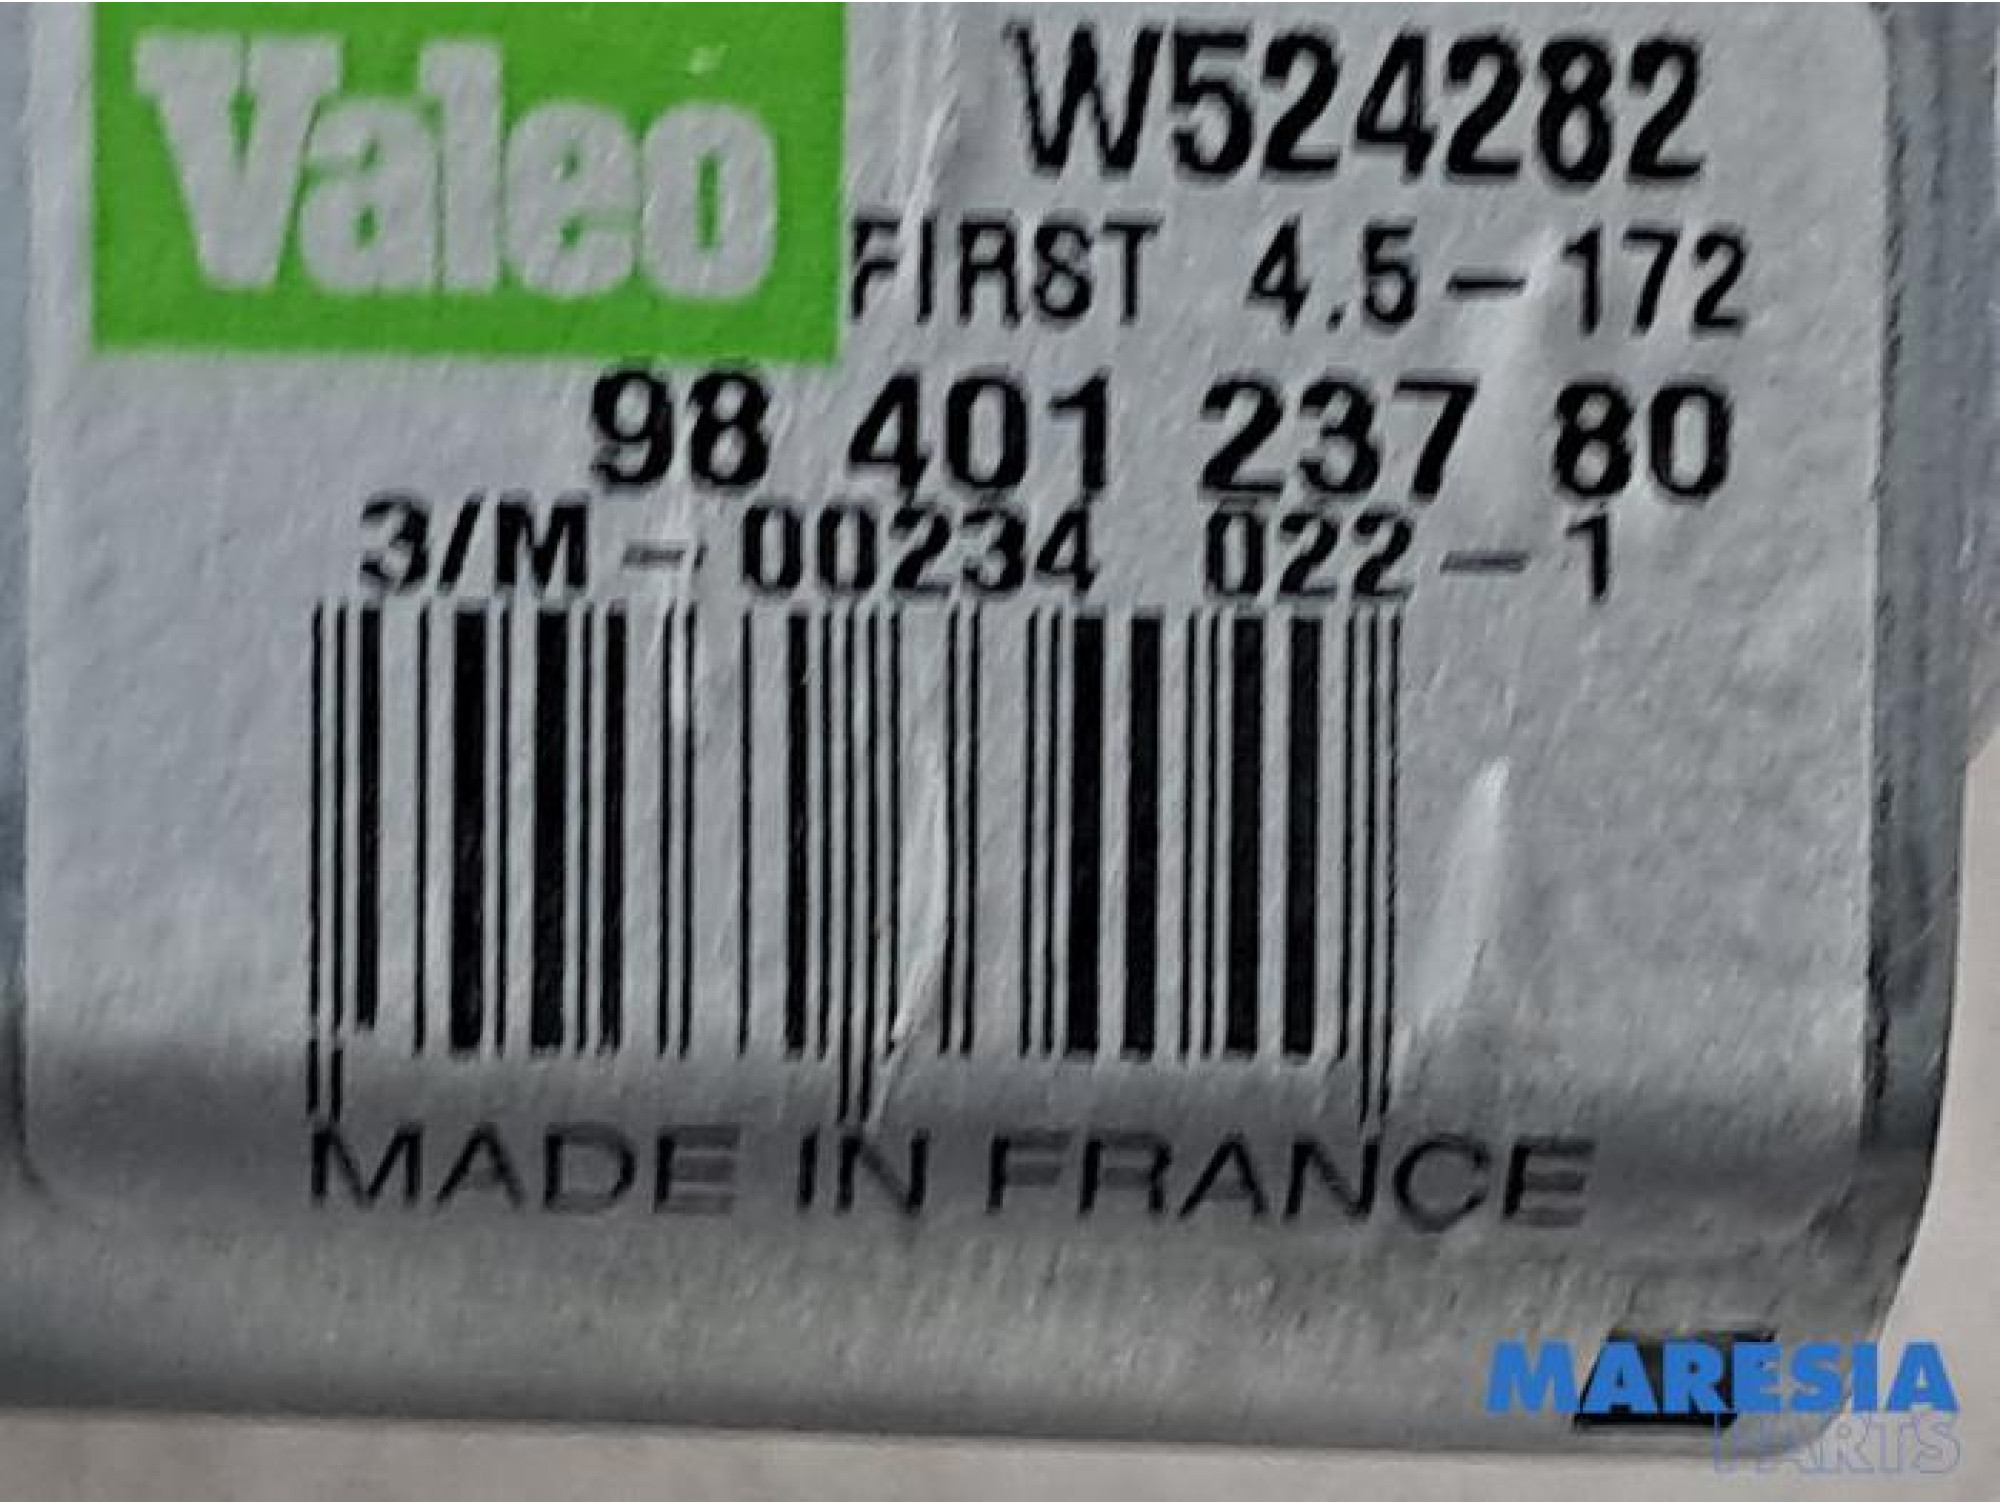 Valeo
W524282
FIRST 4.5-172
98 401 237 80
3/M-00234 022-1
MADE IN FRANCE
MARESIA
PARTS